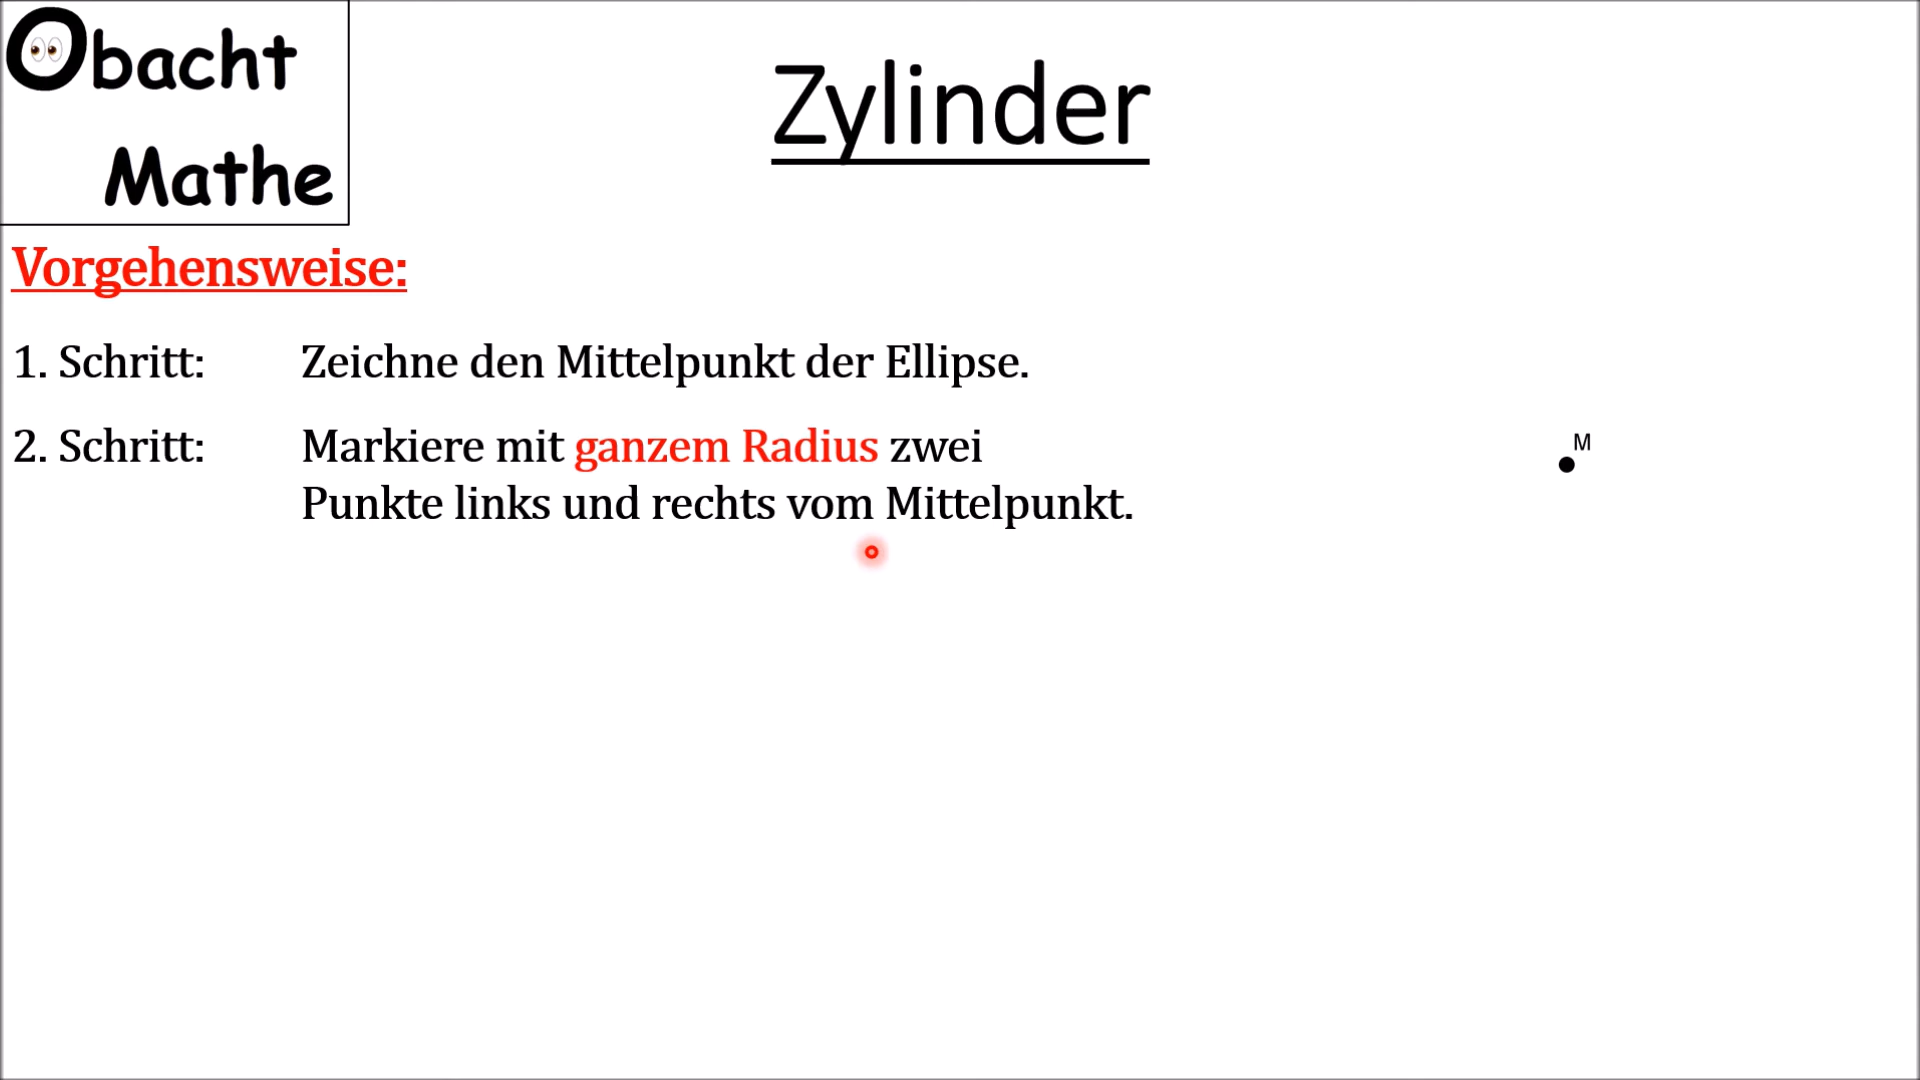 Obacht
Mathe
Zylinder
Vorgehensweise:
1. Schritt: Zeichne den Mittelpunkt der Ellipse.
2. Schritt: Markiere mit ganzem Radius zwei
Punkte links und rechts vom Mittelpunkt.
M